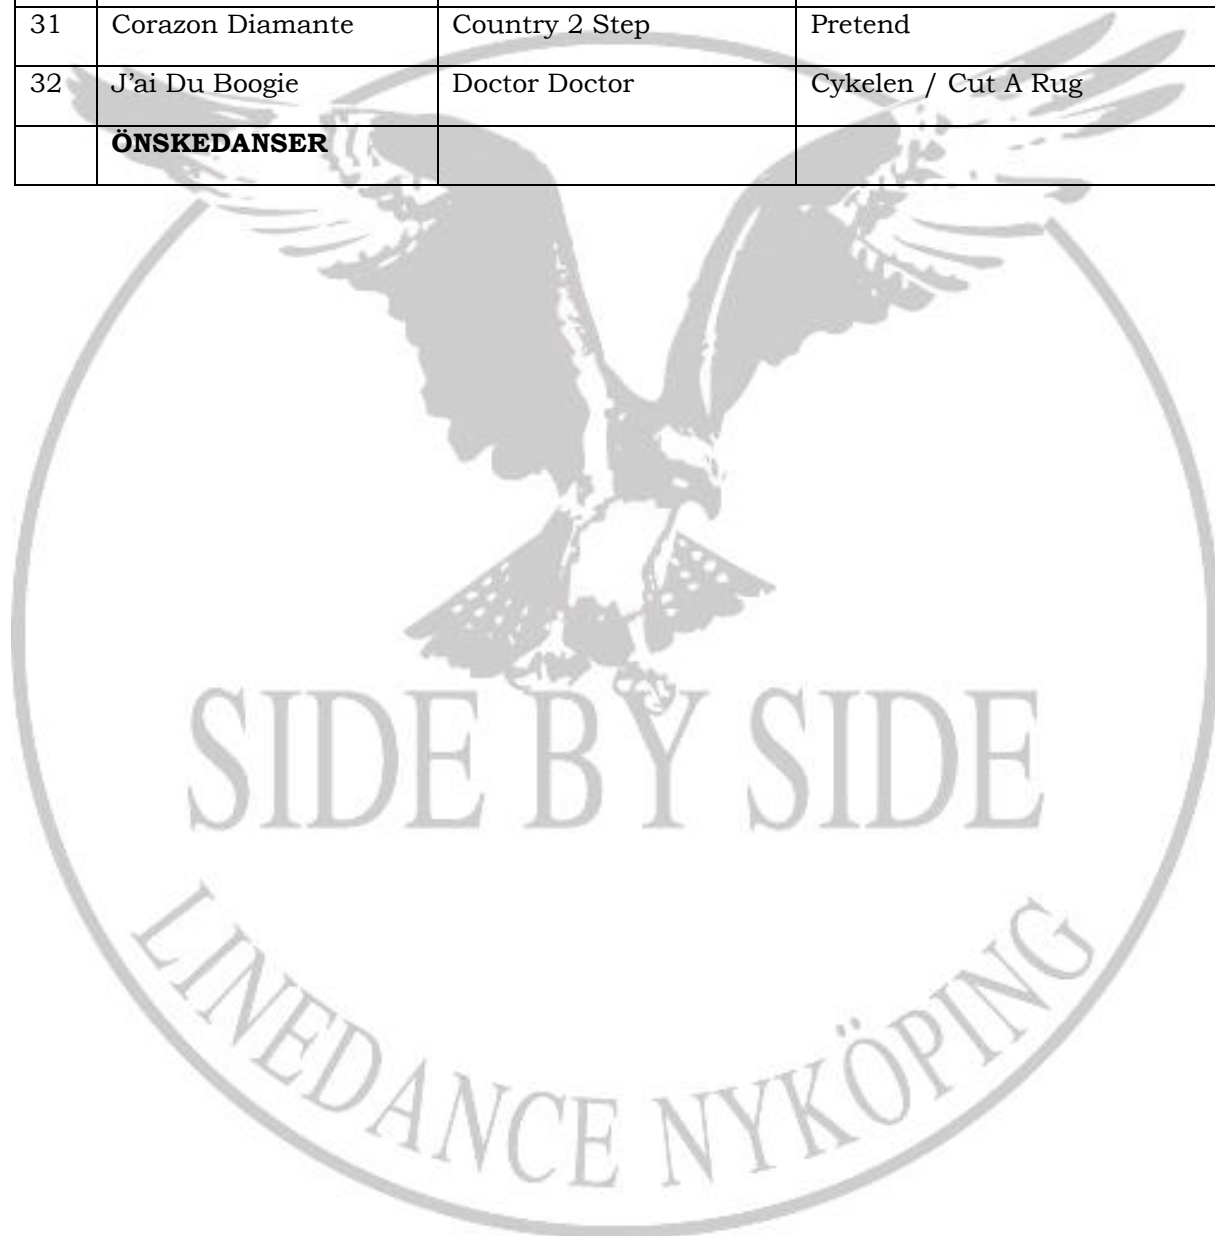 31 Corazon Diamante Country 2 Step Pretend
32 J’ai Du Boogie Doctor Doctor Cykelen / Cut A Rug
ÖNSKEDANSER
SIDE BY SIDE
LINEDANCE NYKÖPING